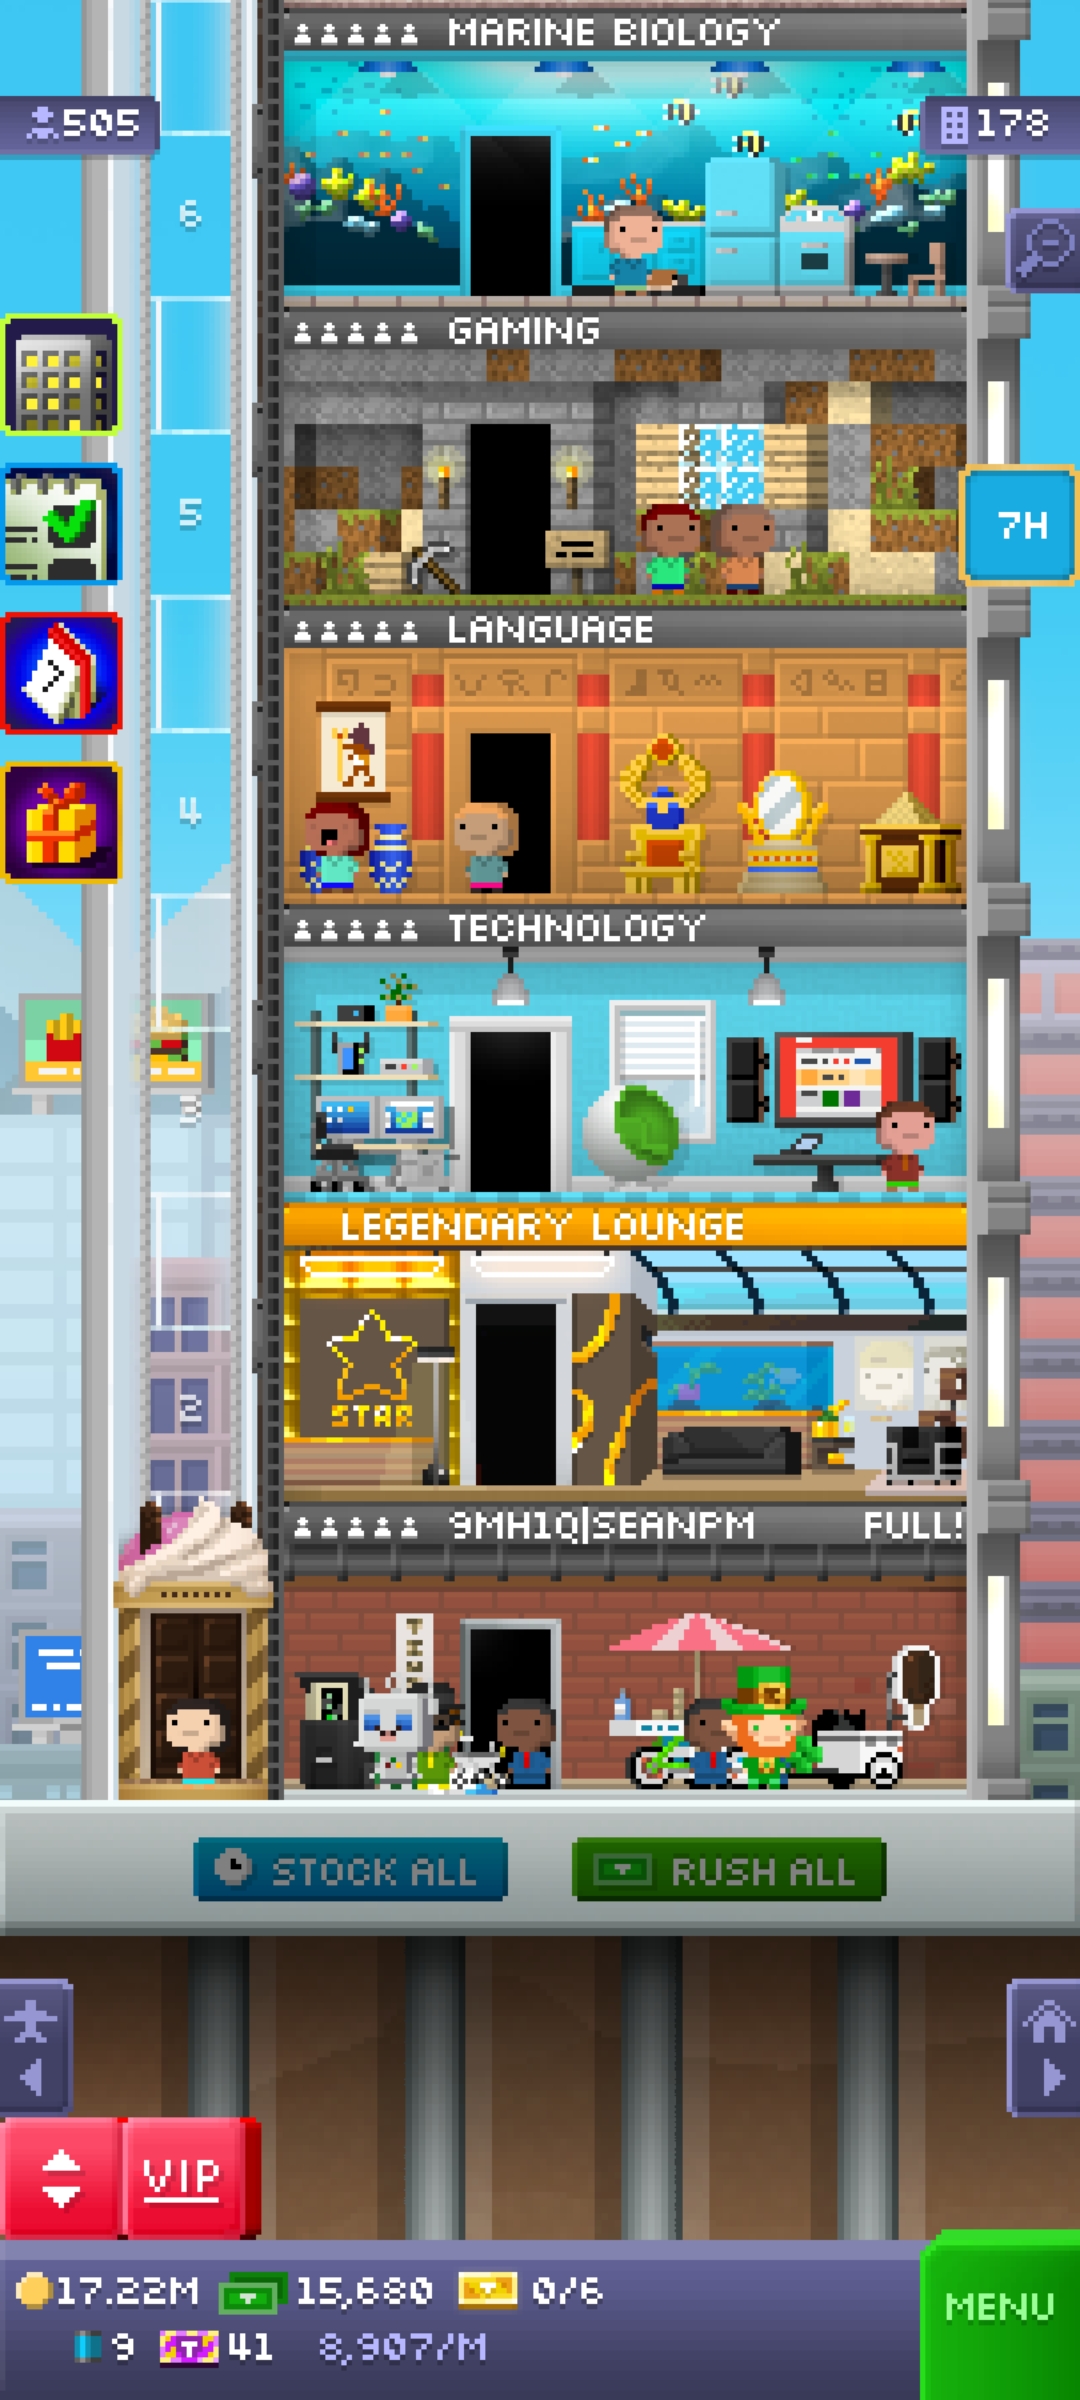 MARINE BIOLOGY
505
178
6
GAMING
5
7H
LANGUAGE
7
4
TECHNOLOGY
3
LEGENDARY LOUNGE
STAR
2
9MH1Q|SEANPM FULL!
STOCK ALL
RUSH ALL
VIP
17.22M 15,680 0/6
MENU
9 41 8,907/M